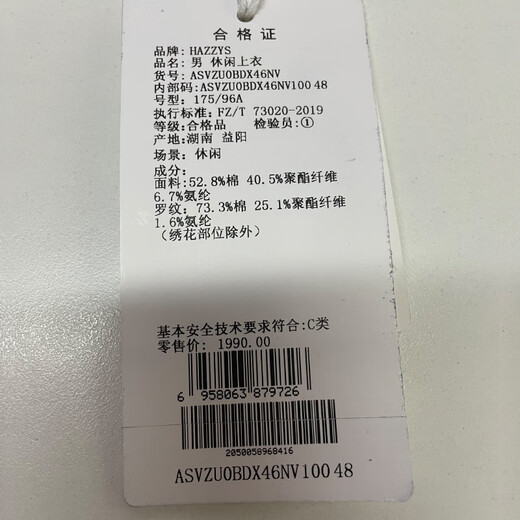 合格证
品牌: HAZZYS
品名: 男 休闲上衣
货号: ASVZU0BDX46NV
内部码: ASVZU0BDX46NV100 48
号型: 175/96A
执行标准: FZ/T 73020-2019
等级: 合格品 检验员: ①
产地: 湖南 益阳
场景: 休闲
成分:
面料: 52.8%棉 40.5%聚酯纤维
6.7%氨纶
罗纹: 73.3%棉 25.1%聚酯纤维
1.6%氨纶
(绣花部位除外)
基本安全技术要求符合: C类
零售价: 1990.00
6 958063 879726
2050058968416
ASVZU0BDX46NV100 48